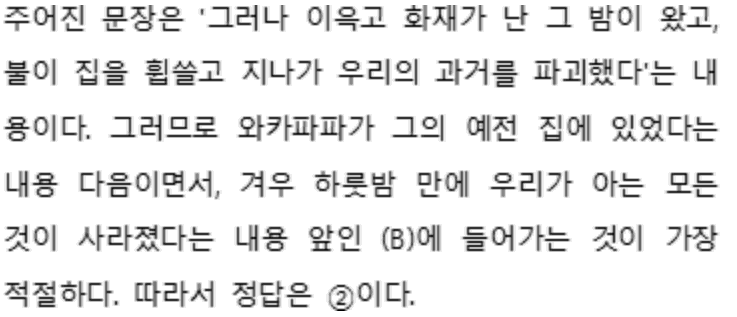 주어진 문장은 '그러나 이윽고 화재가 난 그 밤이 왔고,
불이 집을 휩쓸고 지나가 우리의 과거를 파괴했다'는 내
용이다. 그러므로 와카파파가 그의 예전 집에 있었다는
내용 다음이면서, 겨우 하룻밤 만에 우리가 아는 모든
것이 사라졌다는 내용 앞인 (B)에 들어가는 것이 가장
적절하다. 따라서 정답은 ②이다.